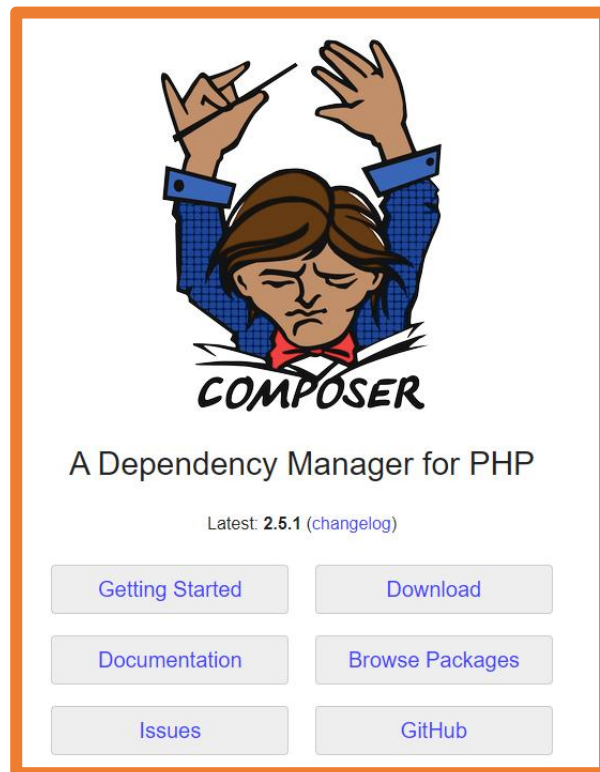 COMPOSER
A Dependency Manager for PHP
Latest: 2.5.1 (changelog)
Getting Started
Download
Documentation
Browse Packages
Issues
GitHub